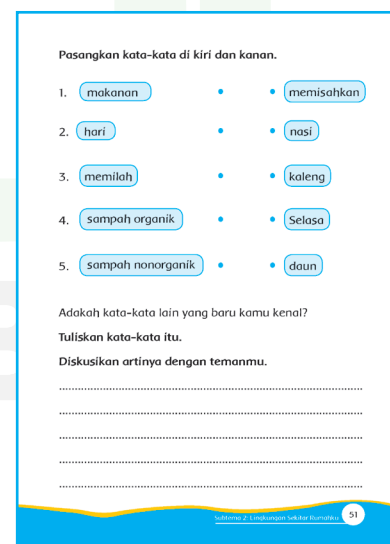 Pasangkan kata-kata di kiri dan kanan.
1. makanan • • memisahkan
2. hari • • nasi
3. memilah • • kaleng
4. sampah organik • • Selasa
5. sampah nonorganik • • daun
Adakah kata-kata lain yang baru kamu kenal?
Tuliskan kata-kata itu.
Diskusikan artinya dengan temanmu.
Subtema 2: Lingkungan Sekitar Rumahku 51